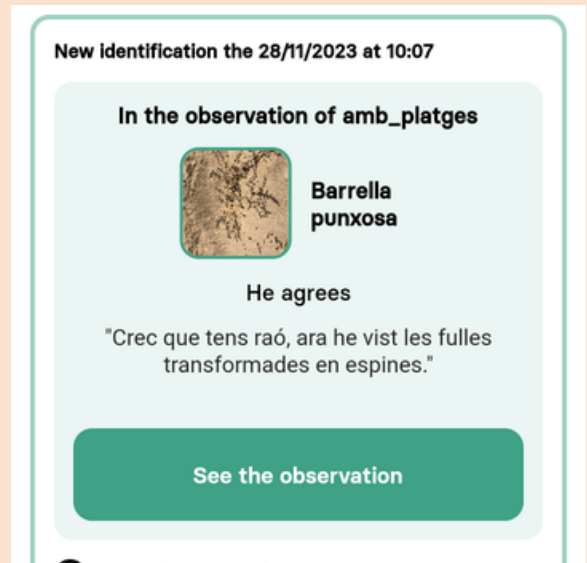 New identification the 28/11/2023 at 10:07
In the observation of amb_platges
Barrella
punxosa
He agrees
"Crec que tens raó, ara he vist les fulles
transformades en espines."
See the observation